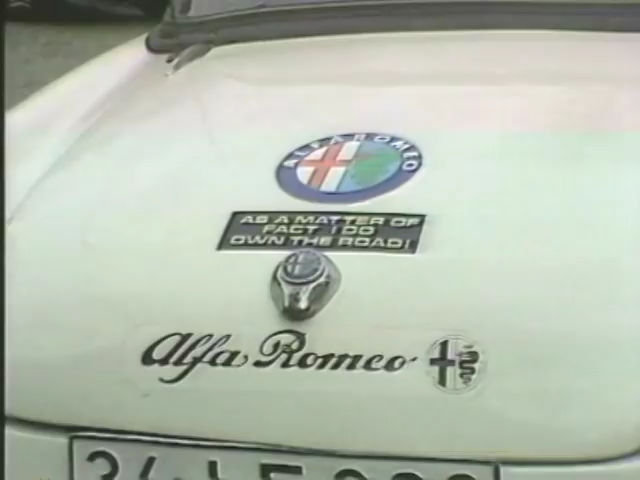 ALFA ROMEO
AS A MATTER OF
FACT I DO
OWN THE ROAD!
Alfa Romeo